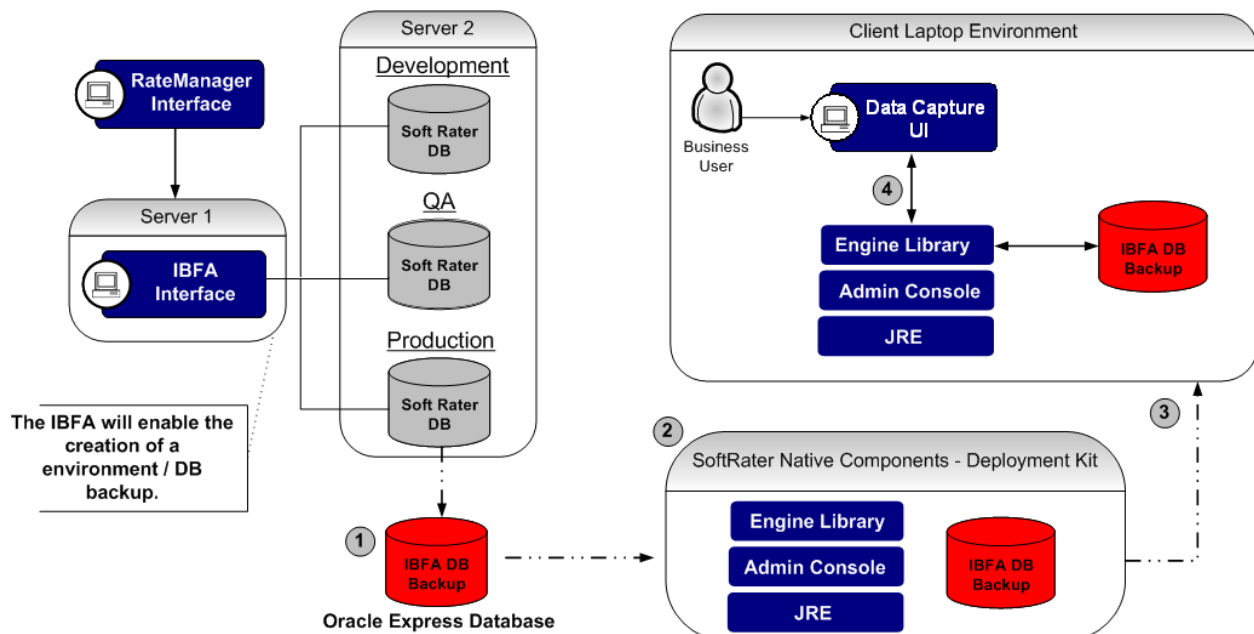 RateManager
Interface
Server 1
IBFA
Interface
The IBFA will enable the
creation of a
environment / DB
backup.
Server 2
Development
Soft Rater
DB
QA
Soft Rater
DB
Production
Soft Rater
DB
1
IBFA DB
Backup
Oracle Express Database
2
SoftRater Native Components - Deployment Kit
Engine Library
Admin Console
JRE
IBFA DB
Backup
3
Client Laptop Environment
Business
User
Data Capture
UI
4
Engine Library
Admin Console
JRE
IBFA DB
Backup